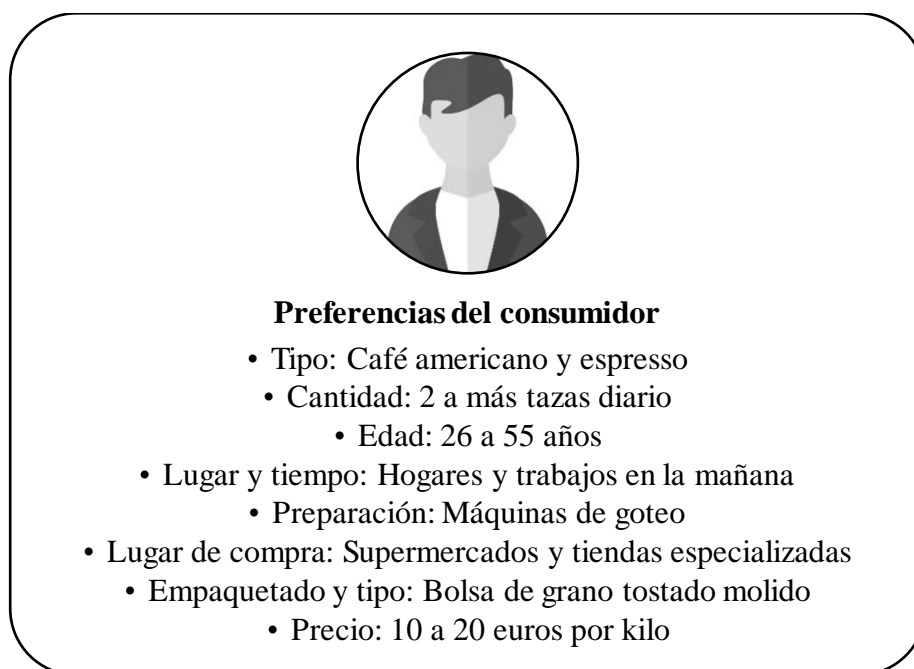 Preferencias del consumidor
• Tipo: Café americano y espresso
• Cantidad: 2 a más tazas diario
• Edad: 26 a 55 años
• Lugar y tiempo: Hogares y trabajos en la mañana
• Preparación: Máquinas de goteo
• Lugar de compra: Supermercados y tiendas especializadas
• Empaquetado y tipo: Bolsa de grano tostado molido
• Precio: 10 a 20 euros por kilo